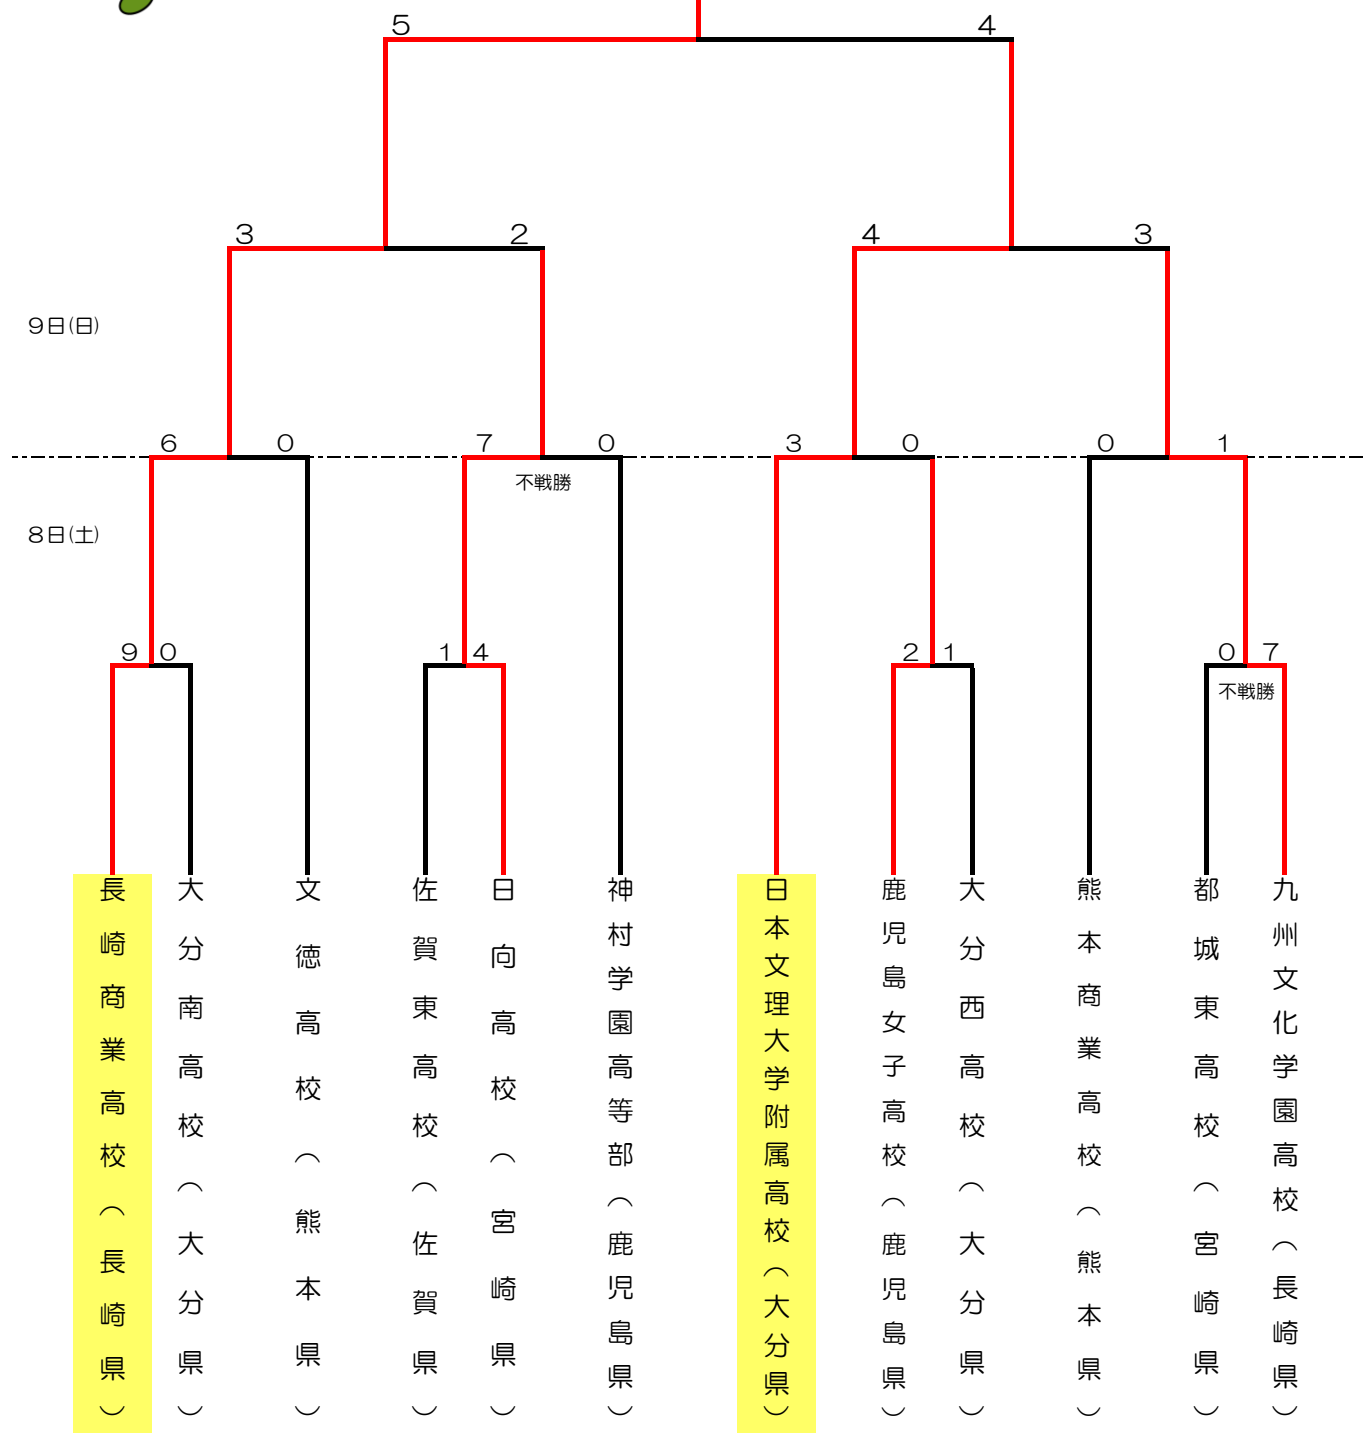 ５ ４
３ ２ ４ ３
９日(日)
６ ０ ７ ０ ３ ０ ０ １
不戦勝
８日(土)
９ ０ １ ４ ２ １ ０ ７
不戦勝
長崎商業高校（長崎県）
大分南高校（大分県）
文徳高校（熊本県）
佐賀東高校（佐賀県）
日向高校（宮崎県）
神村学園高等部（鹿児島県）
日本文理大学附属高校（大分県）
鹿児島女子高校（鹿児島県）
大分西高校（大分県）
熊本商業高校（熊本県）
都城東高校（宮崎県）
九州文化学園高校（長崎県）